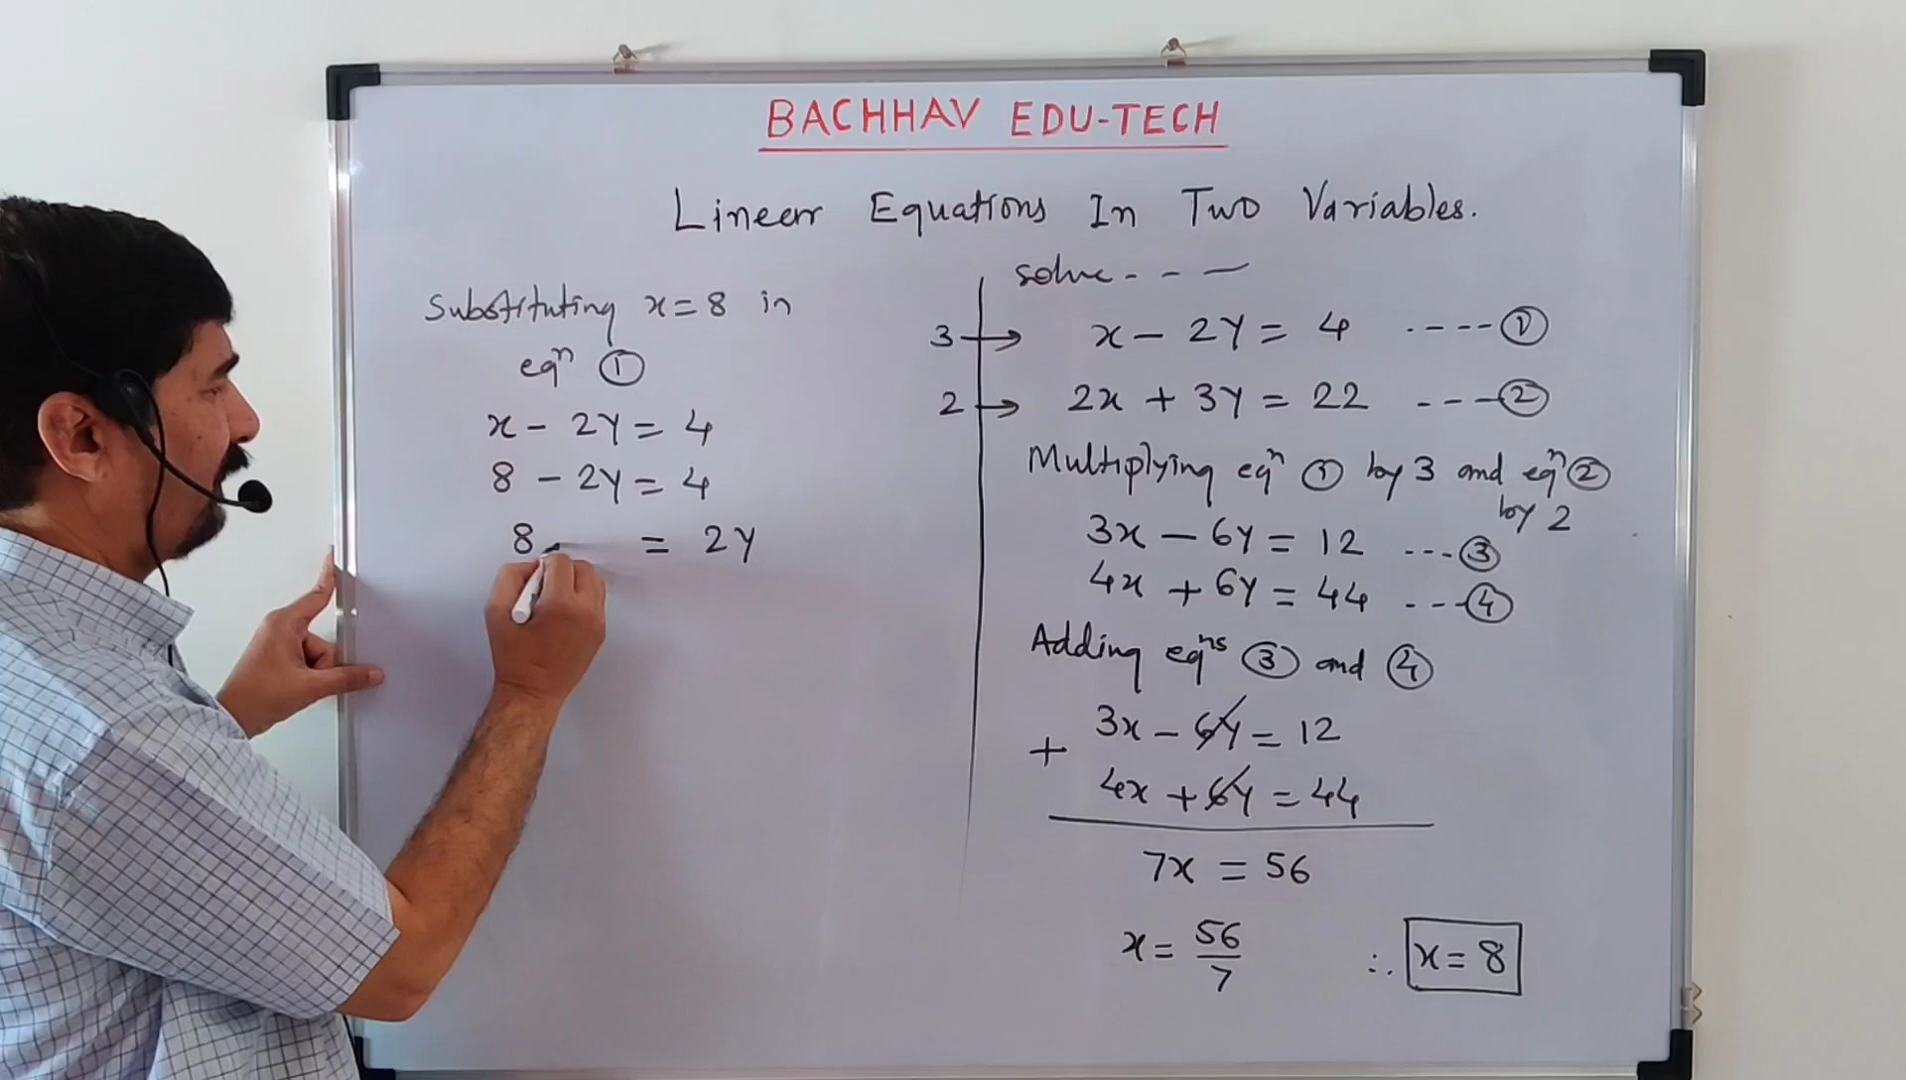 BACHHAV EDU-TECH
Linear Equations In Two Variables.
Substituting x=8 in
eqⁿ ①
x - 2y = 4
8 - 2y = 4
8 - = 2y
solve - - -
3 → x - 2y = 4 ----①
2 → 2x + 3y = 22 ---②
Multiplying eqⁿ ① by 3 and eqⁿ ②
by 2
3x - 6y = 12 ---③
4x + 6y = 44 ---④
Adding eqⁿˢ ③ and ④
3x - 6y = 12
+
4x + 6y = 44
7x = 56
x = 56/7 ∴ x = 8